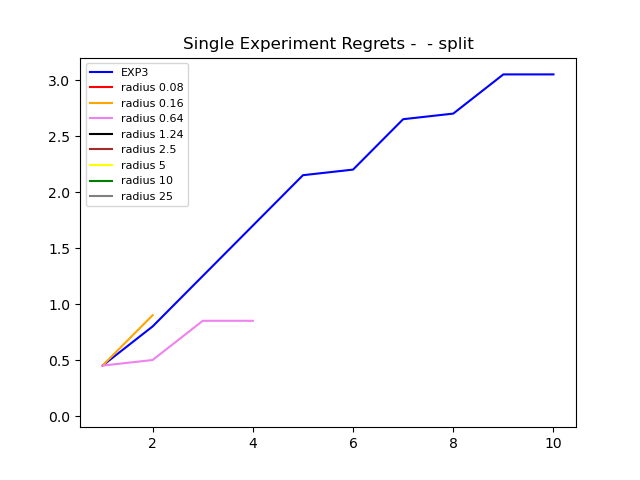 Single Experiment Regrets -  - split
EXP3
radius 0.08
radius 0.16
radius 0.64
radius 1.24
radius 2.5
radius 5
radius 10
radius 25
3.0
2.5
2.0
1.5
1.0
0.5
0.0
2 4 6 8 10